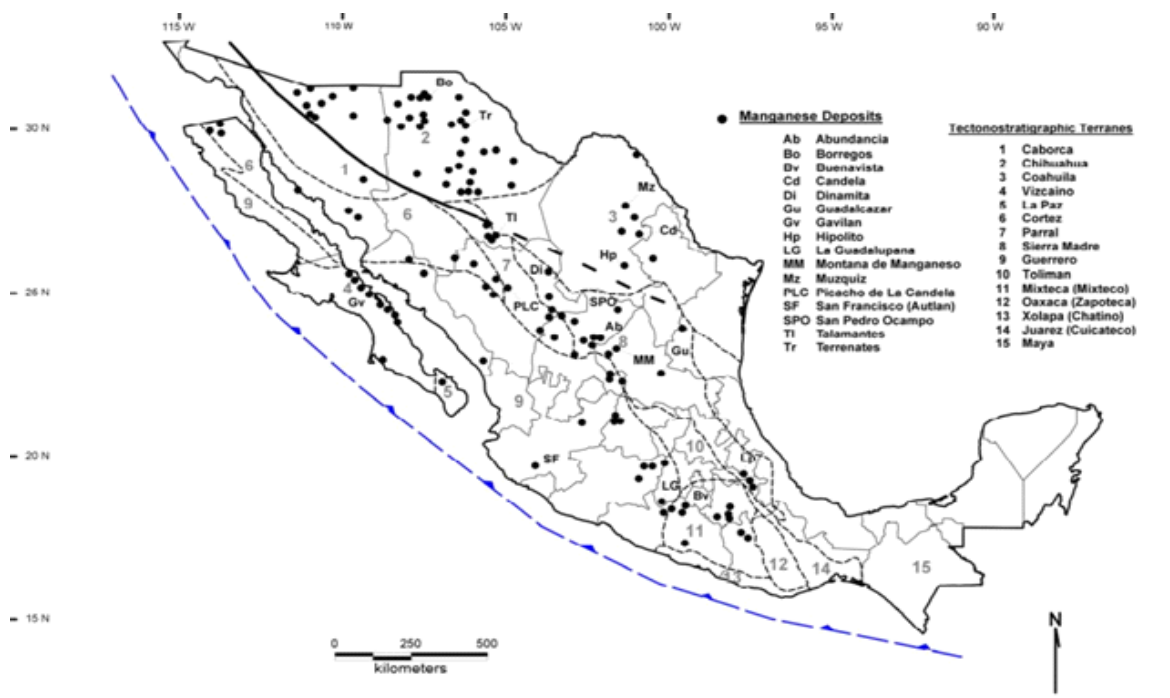 115 W
110 W
105 W
100 W
95 W
90 W
30 N
25 N
20 N
15 N
Bo
Tr
2
1
6
6
9
Tl
Mz
3
Cd
Hp
7
Di
4
Gv
PLC
SPO
Ab
8
MM
Gu
5
9
10
SF
LG
Bv
11
12
13
14
15
Manganese Deposits
Ab Abundancia
Bo Borregos
Bv Buenavista
Cd Candela
Di Dinamita
Gu Guadalcazar
Gv Gavilan
Hp Hipolito
LG La Guadalupana
MM Montana de Manganeso
Mz Muzquiz
PLC Picacho de La Candela
SF San Francisco (Autlan)
SPO San Pedro Ocampo
Tl Talamantes
Tr Terrenates
Tectonostratigraphic Terranes
1 Caborca
2 Chihuahua
3 Coahuila
4 Vizcaino
5 La Paz
6 Cortez
7 Parral
8 Sierra Madre
9 Guerrero
10 Toliman
11 Mixteca (Mixteco)
12 Oaxaca (Zapoteca)
13 Xolapa (Chatino)
14 Juarez (Cuicateco)
15 Maya
0 250 500
kilometers
N